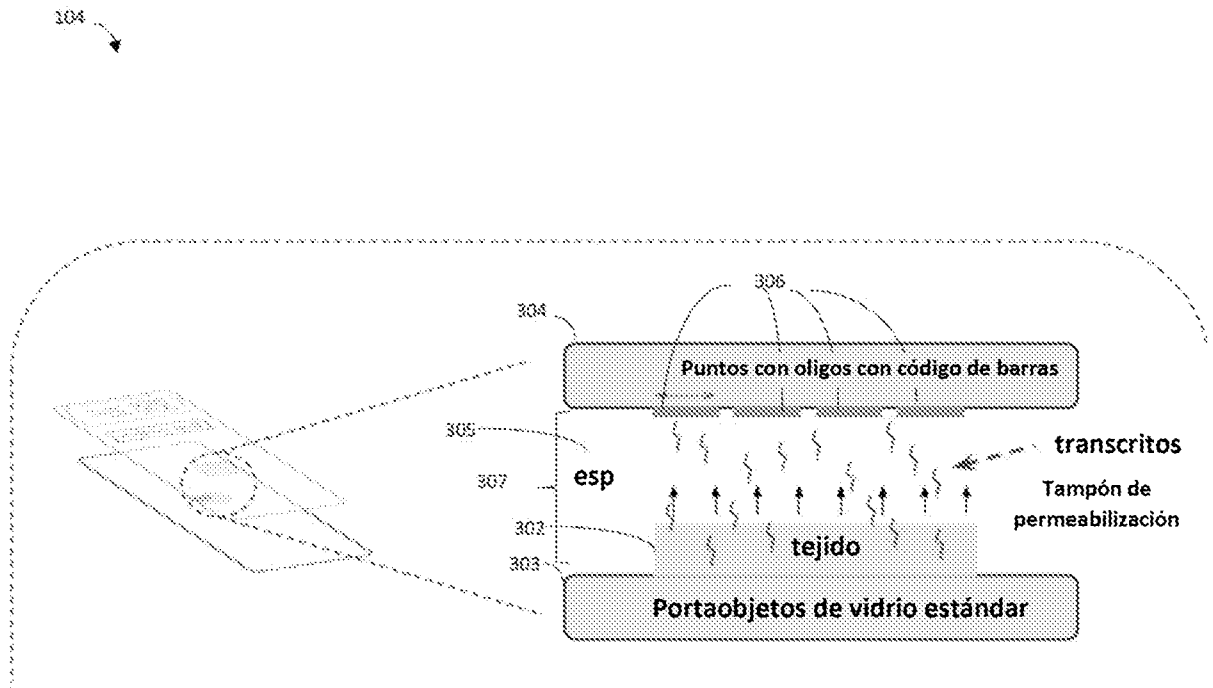 104
306
304
Puntos con oligos con código de barras
305
esp
transcritos
307
Tampón de
permeabilización
302
tejido
303
Portaobjetos de vidrio estándar